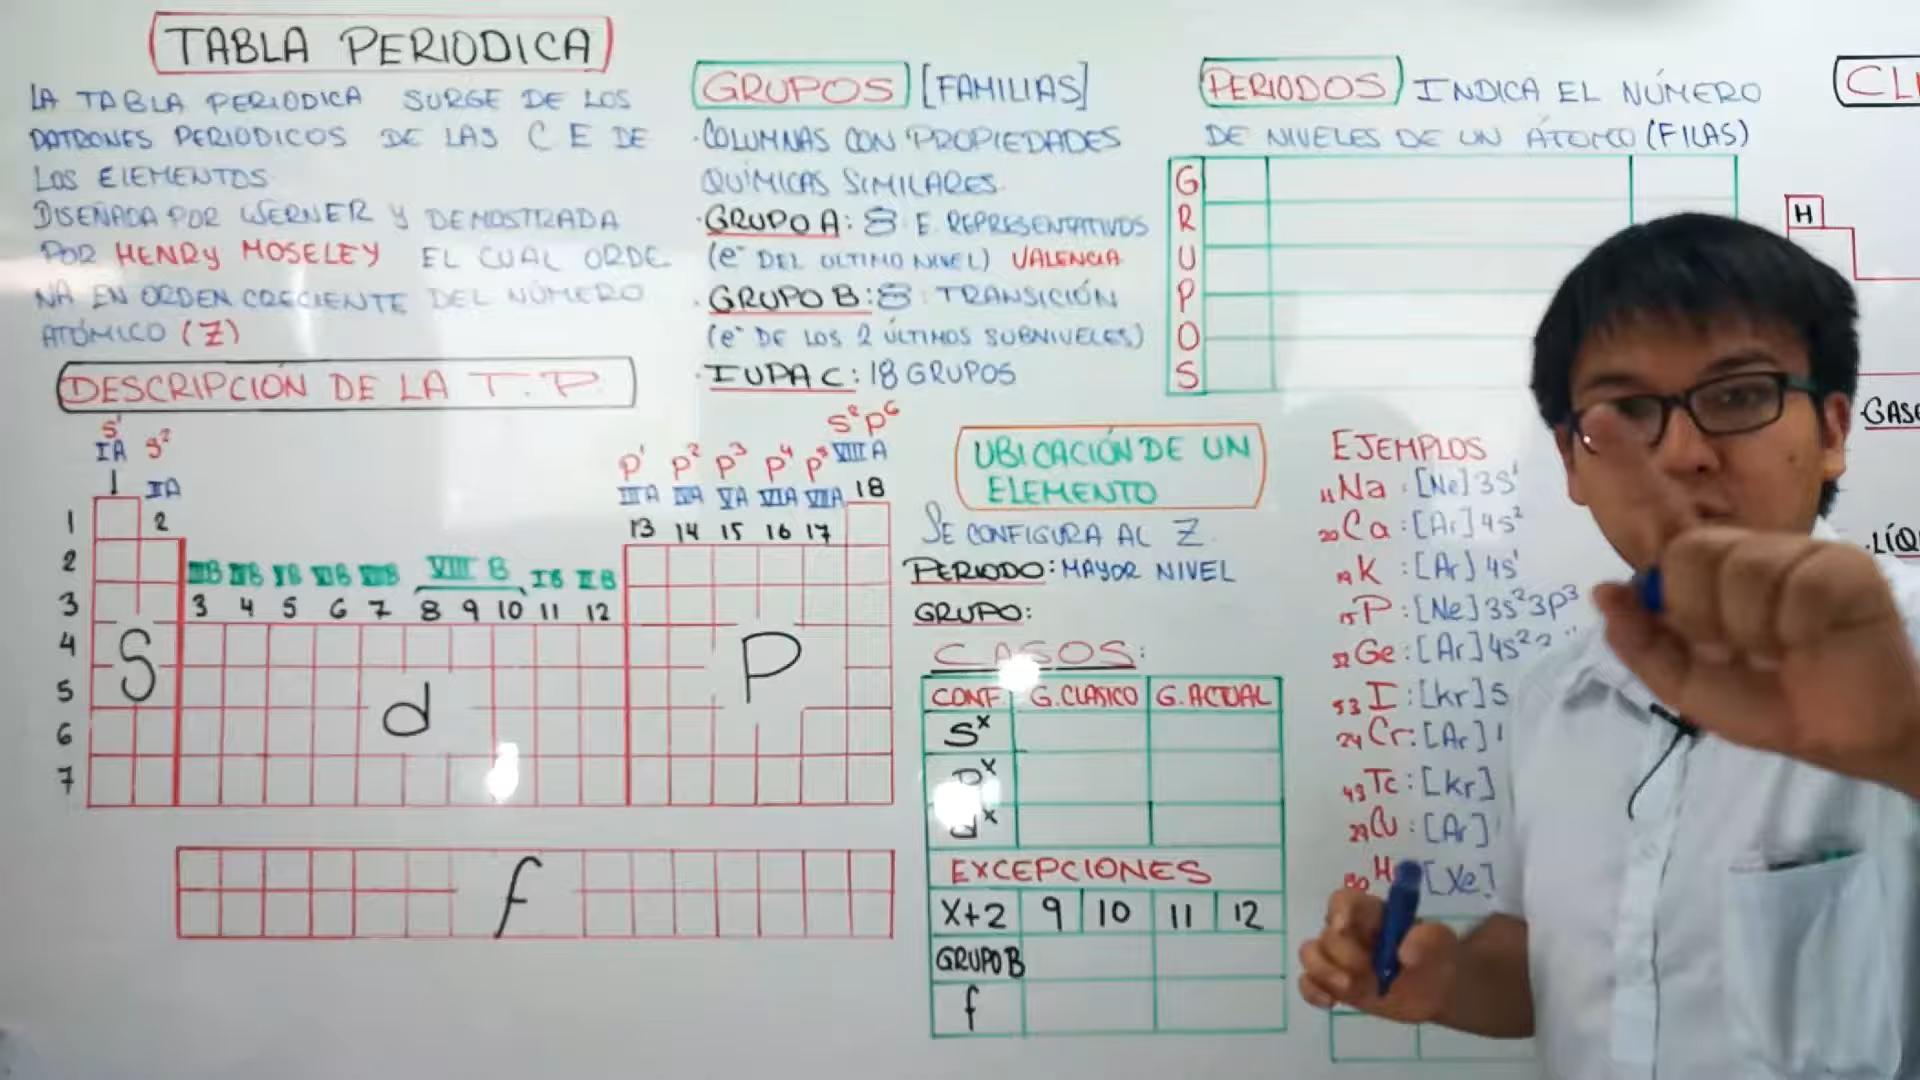 TABLA PERIODICA
LA TABLA PERIODICA SURGE DE LOS
PATRONES PERIODICOS DE LAS C E DE
LOS ELEMENTOS
DISEÑADA POR WERNER Y DEMOSTRADA
POR HENRY MOSELEY EL CUAL ORDE
NA EN ORDEN CRECIENTE DEL NÚMERO
ATÓMICO (Z)
DESCRIPCIÓN DE LA T.P.
S¹ S²
IA
1 IIA
2
p¹ p² p³ p⁴ p⁵ S²p⁶
IIIA IVA VA VIA VIIA VIIIA
13 14 15 16 17 18
IIIB IVB VB VIB VIIB VIII B IB IIB
3 4 5 6 7 8 9 10 11 12
1
2
3
4
5
6
7
S
d
P
f
GRUPOS [FAMILIAS]
·COLUMNAS CON PROPIEDADES
QUÍMICAS SIMILARES.
·GRUPO A: 8 E. REPRESENTATIVOS
(e⁻ DEL ULTIMO NIVEL) VALENCIA
·GRUPO B: 8 : TRANSICIÓN
(e⁻ DE LOS 2 ÚLTIMOS SUBNIVELES)
·IUPAC: 18 GRUPOS
UBICACIÓN DE UN
ELEMENTO
SE CONFIGURA AL Z.
PERIODO: MAYOR NIVEL
GRUPO:
CASOS:
CONF. G. CLASICO G. ACTUAL
Sˣ
pˣ
dˣ
EXCEPCIONES
X+2 9 10 11 12
GRUPO B
f
PERIODOS INDICA EL NÚMERO
DE NIVELES DE UN ÁTOMO (FILAS)
G
R
U
P
O
S
EJEMPLOS
₁₁Na : [Ne] 3S¹
₂₀Ca : [Ar] 4s²
₁₉K : [Ar] 4s¹
₁₅P : [Ne] 3s²3p³
₃₂Ge : [Ar] 4s²
₅₃I : [kr] 5
₂₄Cr : [Ar]
₄₃Tc : [kr]
₂₉Cu : [Ar]
₈₀H [Xe]
H
·GAS
·LÍQ